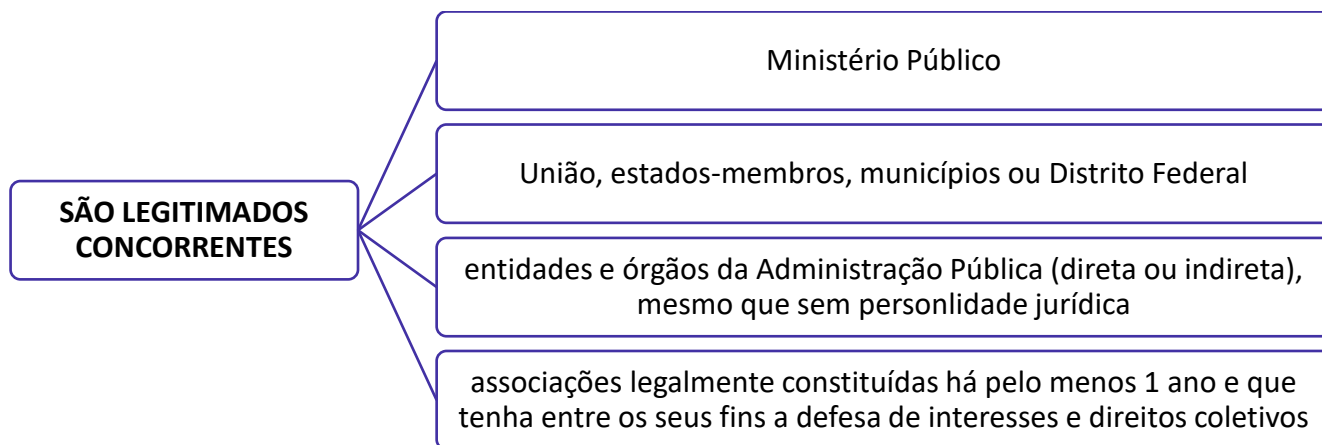 SÃO LEGITIMADOS
CONCORRENTES
Ministério Público
União, estados-membros, municípios ou Distrito Federal
entidades e órgãos da Administração Pública (direta ou indireta),
mesmo que sem personlidade jurídica
associações legalmente constituídas há pelo menos 1 ano e que
tenha entre os seus fins a defesa de interesses e direitos coletivos